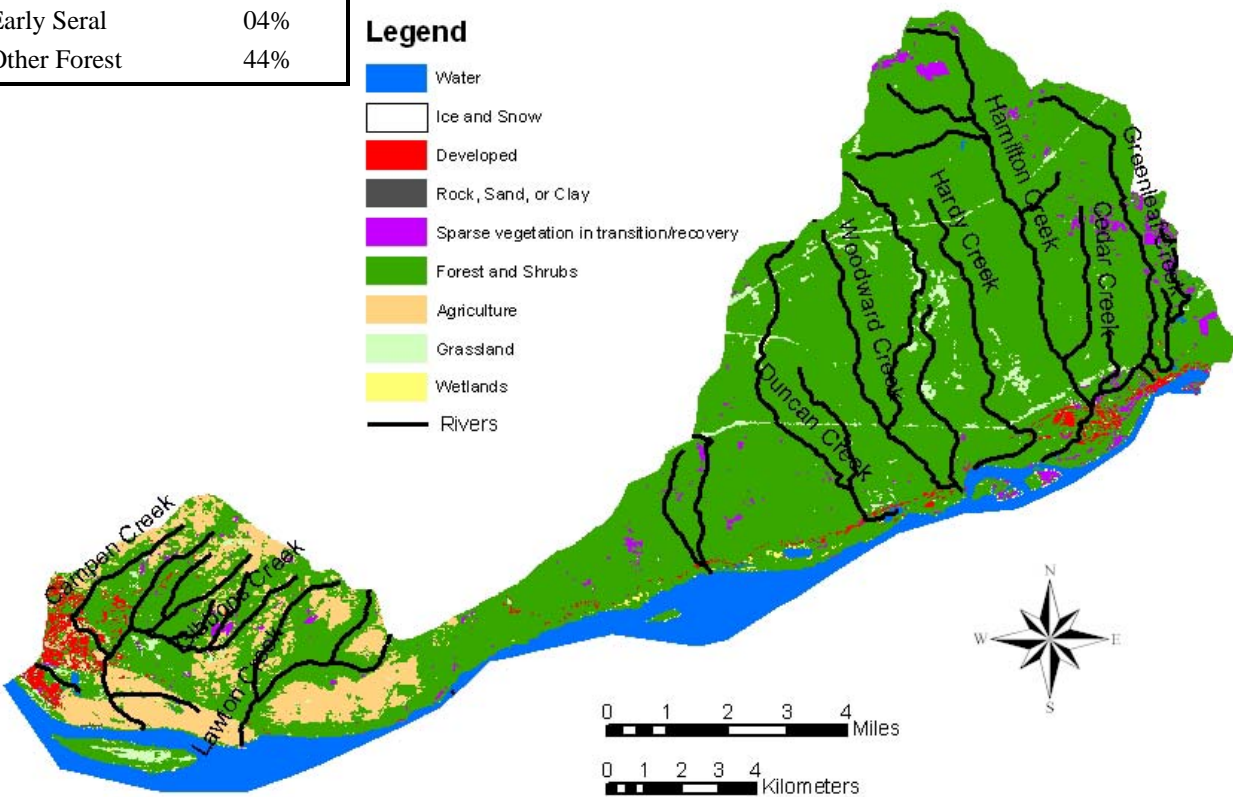 Early Seral 04%
Other Forest 44%
Legend
Water
Ice and Snow
Developed
Rock, Sand, or Clay
Sparse vegetation in transition/recovery
Forest and Shrubs
Agriculture
Grassland
Wetlands
Rivers
Hamilton Creek
Greenleaf Creek
Hardy Creek
Cedar Creek
Woodward Creek
Duncan Creek
Campen Creek
Gibbons Creek
Lawton Creek
N
W E
S
0 1 2 3 4
Miles
0 1 2 3 4
Kilometers